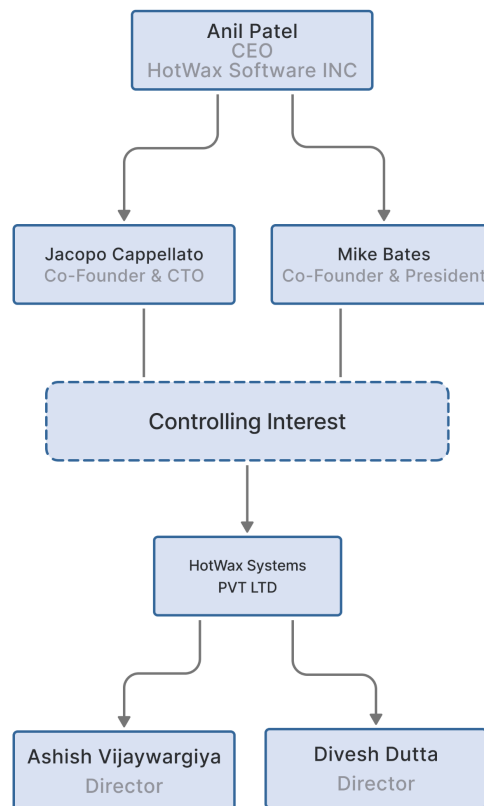 Anil Patel
CEO
HotWax Software INC
Jacopo Cappellato
Co-Founder & CTO
Mike Bates
Co-Founder & President
Controlling Interest
HotWax Systems
PVT LTD
Ashish Vijaywargiya
Director
Divesh Dutta
Director